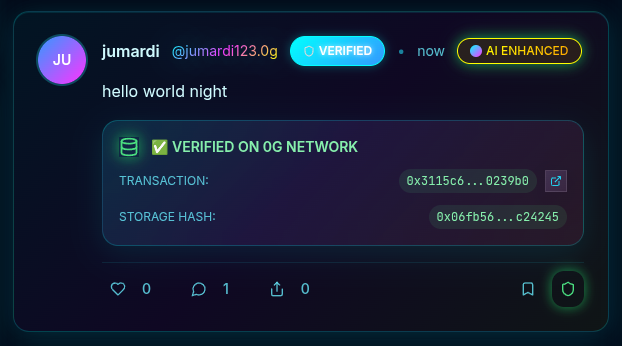 JU jumardi @jumardi123.0g VERIFIED • now AI ENHANCED
hello world night
✅ VERIFIED ON 0G NETWORK
TRANSACTION: 0x3115c6...0239b0
STORAGE HASH: 0x06fb56...c24245
0 1 0